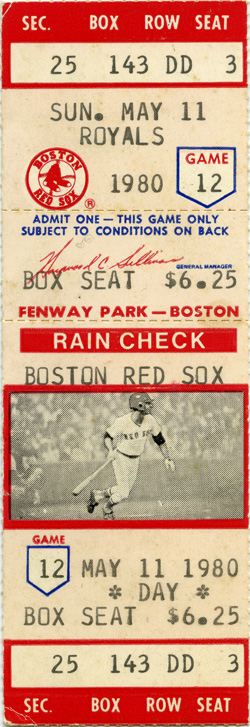 SEC. BOX ROW SEAT
25 143 DD 3
SUN. MAY 11
ROYALS
BOSTON
RED SOX
®
1980
GAME
12
ADMIT ONE — THIS GAME ONLY
SUBJECT TO CONDITIONS ON BACK
Haywood C. Sullivan
GENERAL MANAGER
BOX SEAT $6.25
FENWAY PARK — BOSTON
RAIN CHECK
BOSTON RED SOX
GAME
12 MAY 11 1980
* DAY *
BOX SEAT $6.25
25 143 DD 3
SEC. BOX ROW SEAT